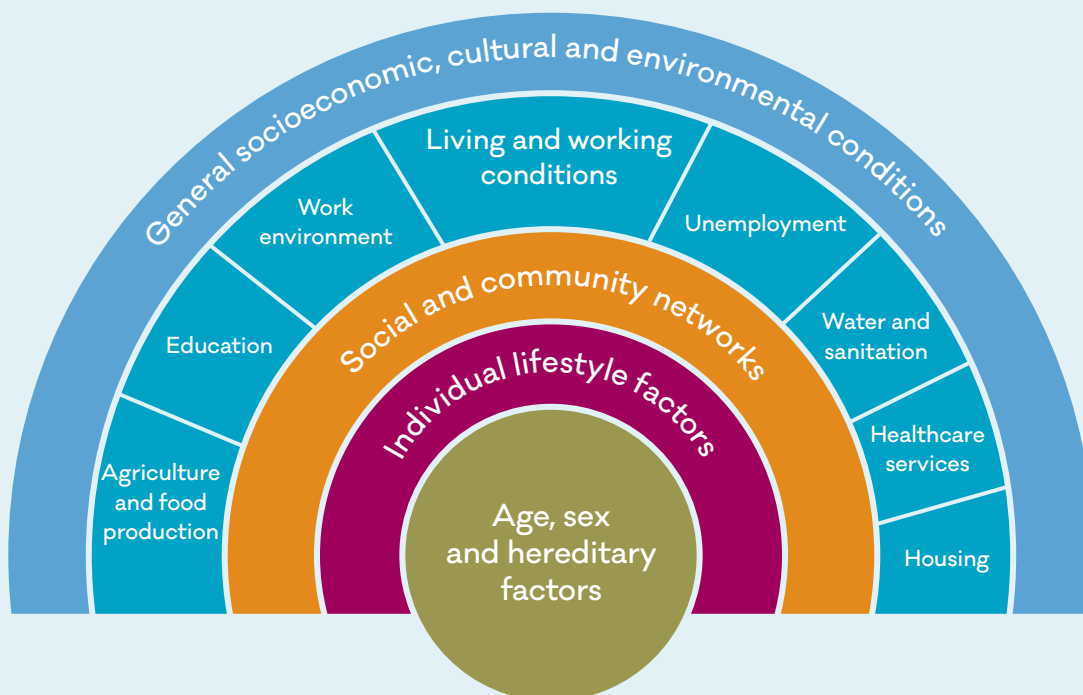 General socioeconomic, cultural and environmental conditions
Living and working
conditions
Work
environment
Unemployment
Education
Water and
sanitation
Agriculture
and food
production
Healthcare
services
Housing
Social and community networks
Individual lifestyle factors
Age, sex
and hereditary
factors